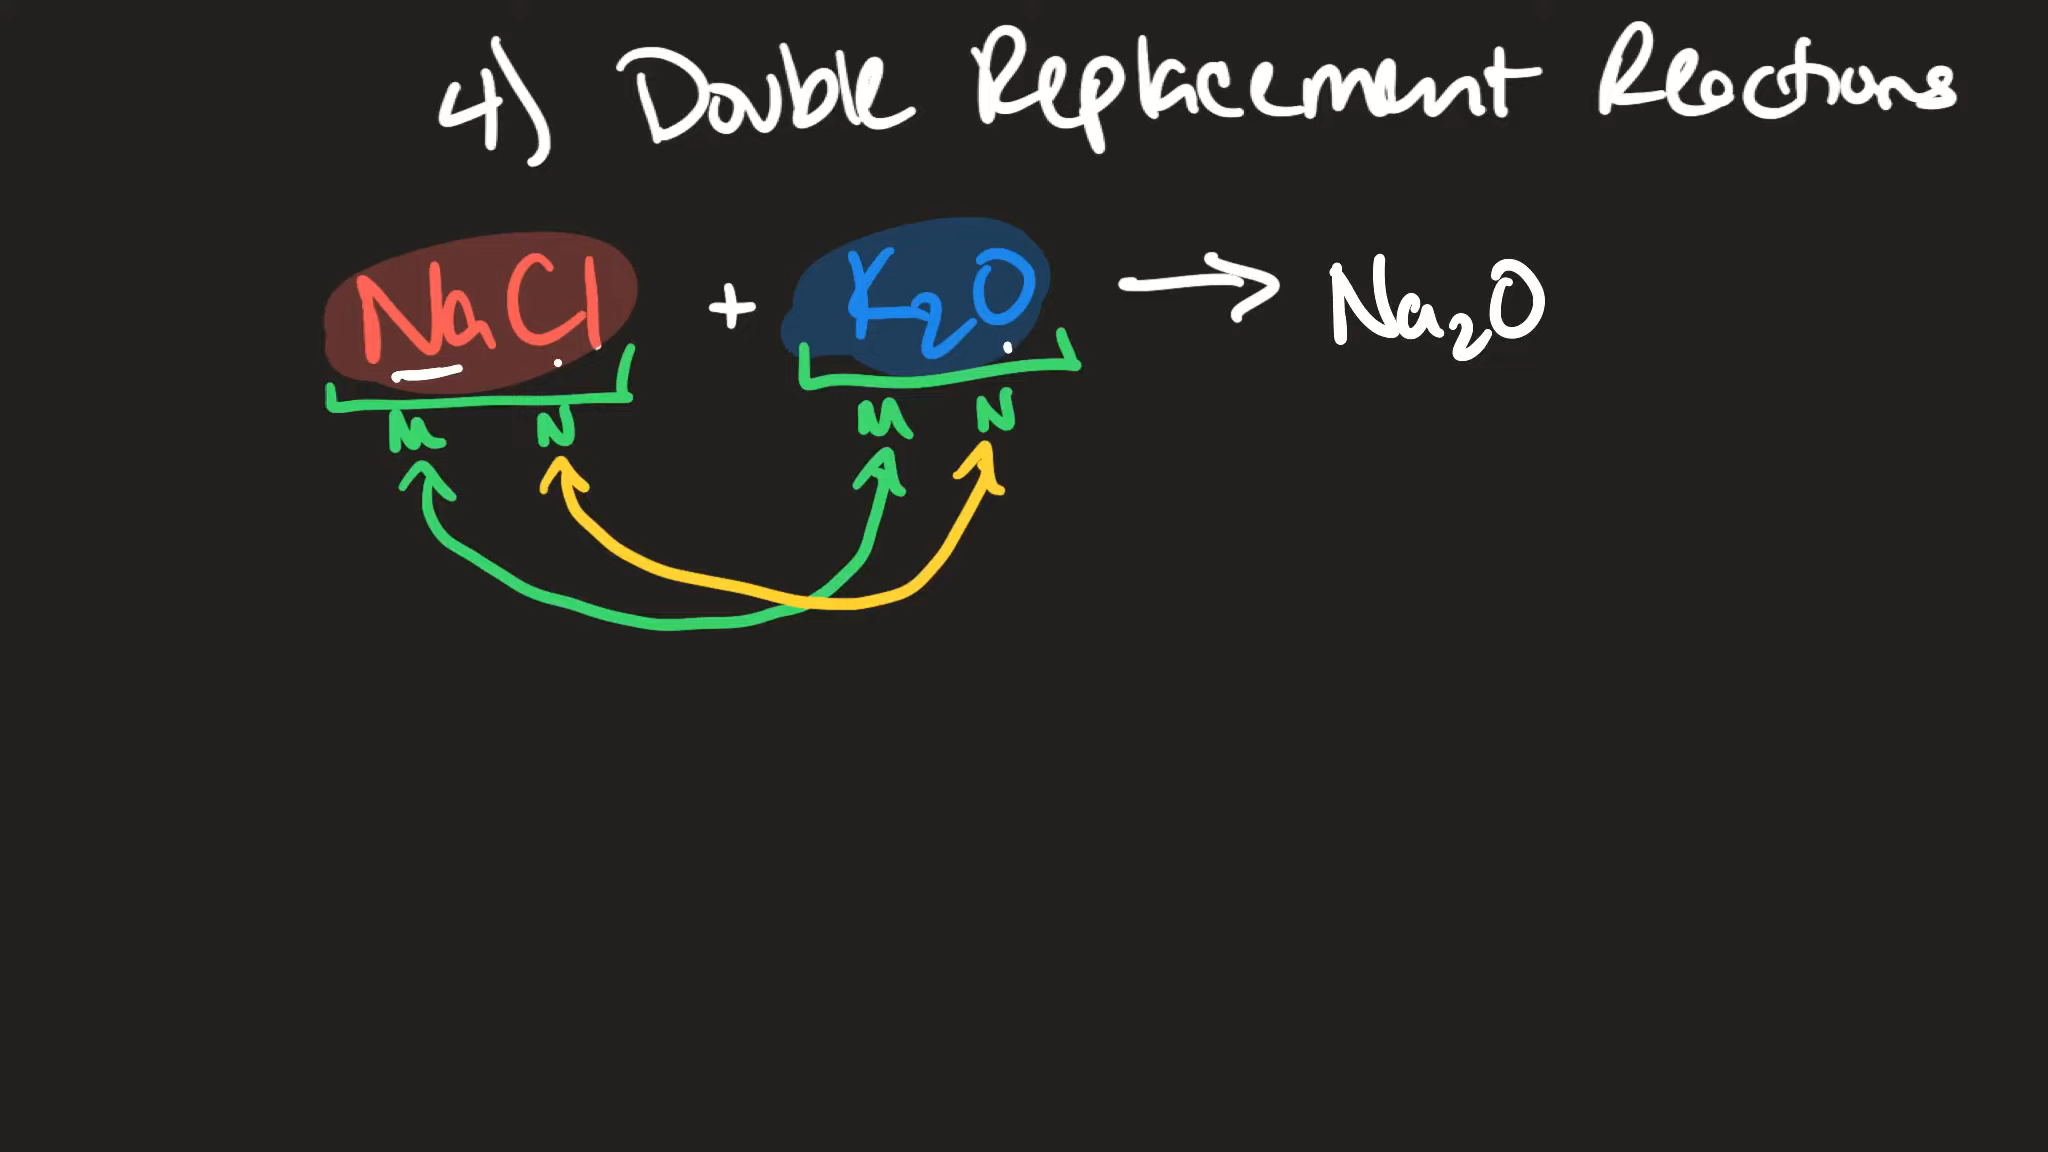 4) Double Replacement Reactions
NaCl + K₂O → Na₂O
M N M N